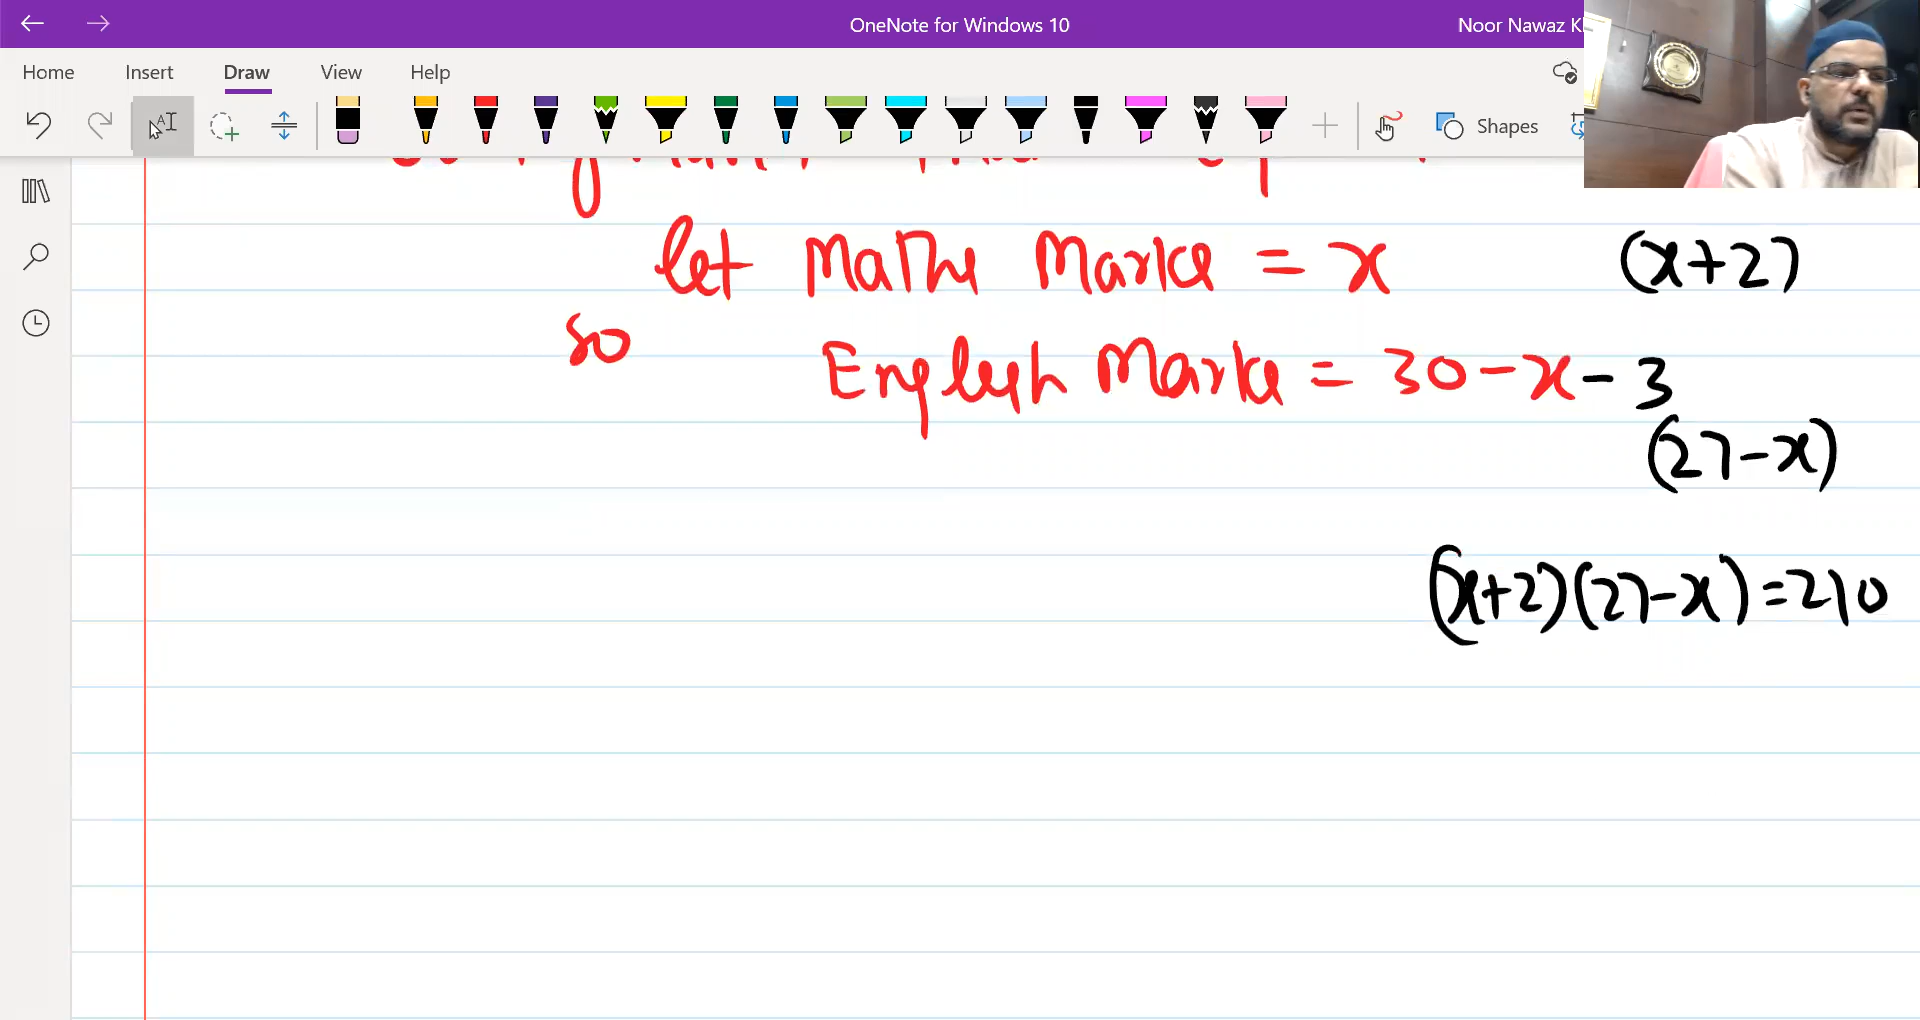 OneNote for Windows 10
Noor Nawaz
Home Insert Draw View Help
Shapes
let Maths Marks = x (x+2)
so
English Marks = 30-x-3
(27-x)
(x+2)(27-x)=210